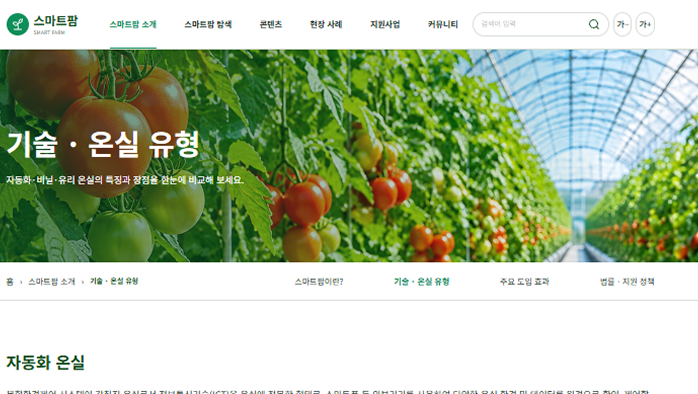 스마트팜
SMART FARM
스마트팜 소개 스마트팜 탐색 콘텐츠 현장 사례 지원사업 커뮤니티 검색어 입력 가- 가+
기술 · 온실 유형
자동화·비닐·유리 온실의 특징과 장점을 한눈에 비교해 보세요.
홈 › 스마트팜 소개 › 기술 · 온실 유형 스마트팜이란? 기술 · 온실 유형 주요 도입 효과 법률 · 지원 정책
자동화 온실